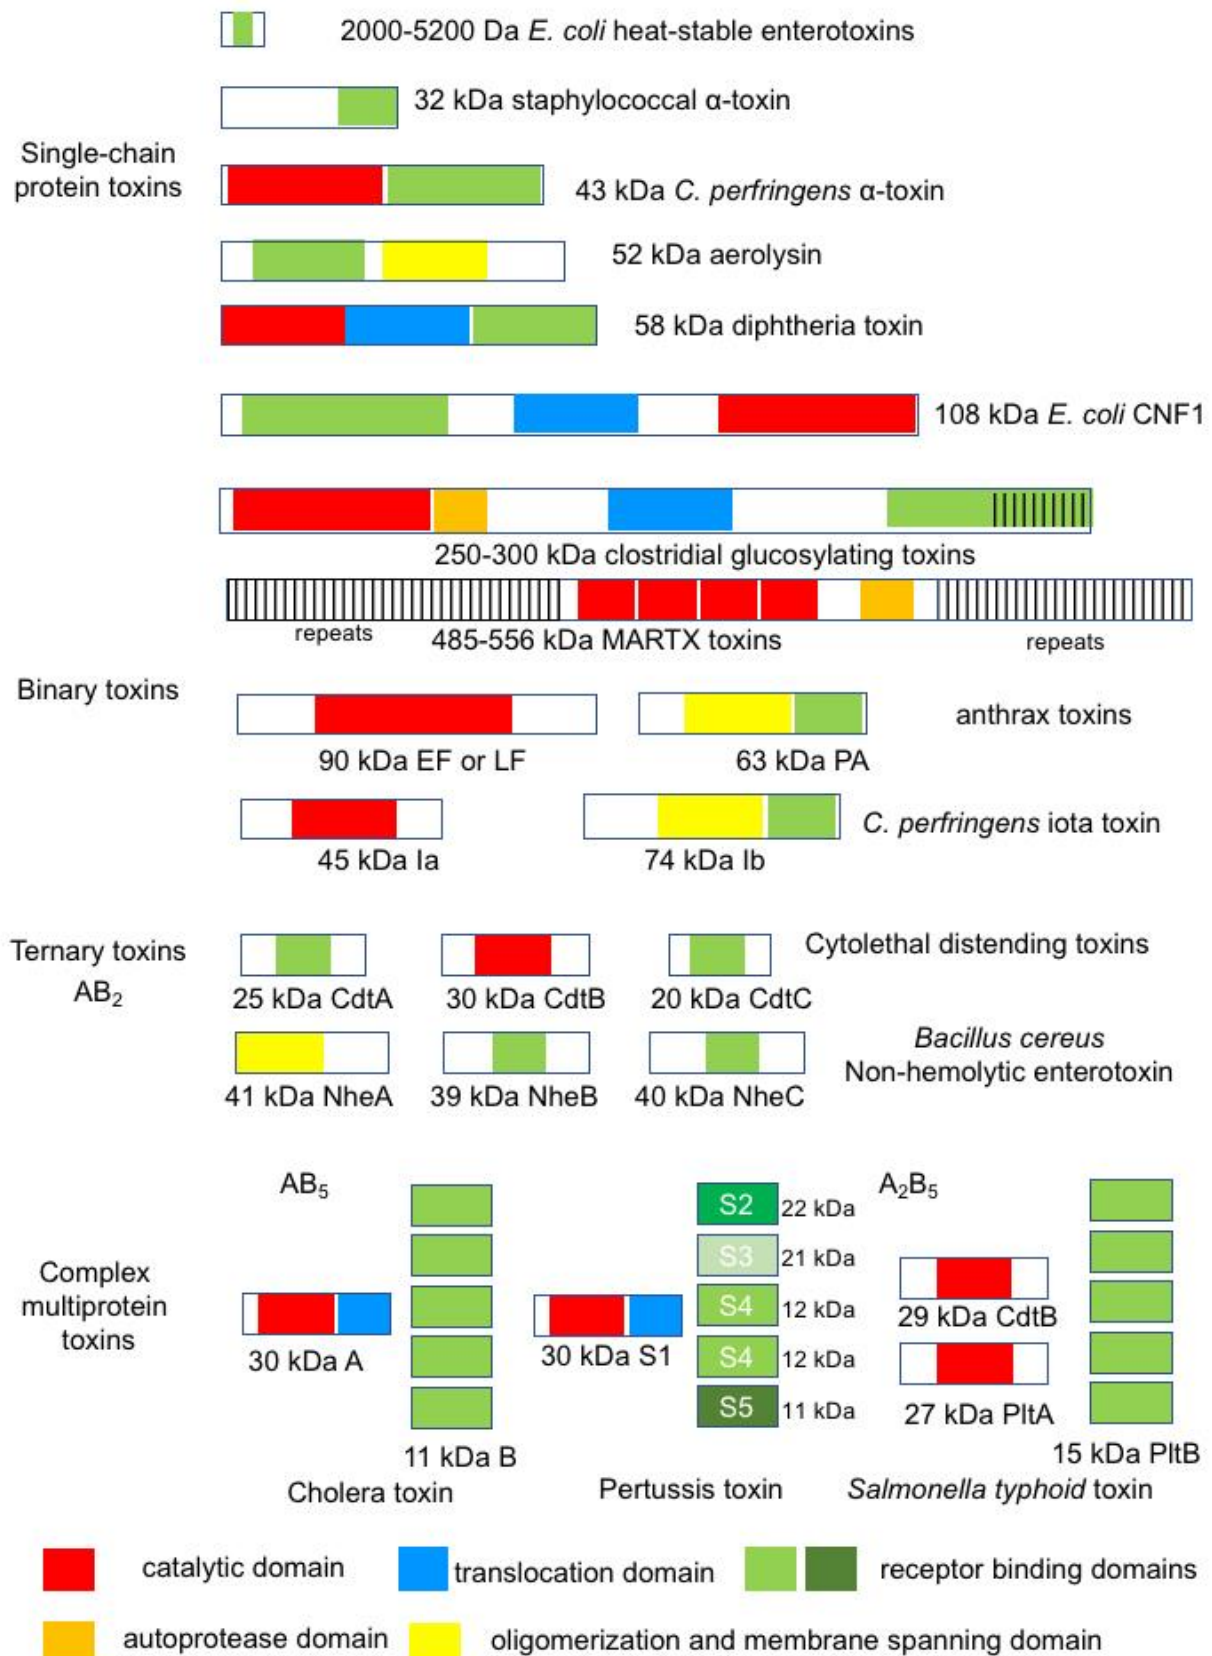 2000-5200 Da E. coli heat-stable enterotoxins
32 kDa staphylococcal α-toxin
Single-chain
protein toxins
43 kDa C. perfringens α-toxin
52 kDa aerolysin
58 kDa diphtheria toxin
108 kDa E. coli CNF1
250-300 kDa clostridial glucosylating toxins
repeats
485-556 kDa MARTX toxins
repeats
Binary toxins
anthrax toxins
90 kDa EF or LF
63 kDa PA
C. perfringens iota toxin
45 kDa Ia
74 kDa Ib
Ternary toxins
AB₂
Cytolethal distending toxins
25 kDa CdtA
30 kDa CdtB
20 kDa CdtC
Bacillus cereus
Non-hemolytic enterotoxin
41 kDa NheA
39 kDa NheB
40 kDa NheC
Complex
multiprotein
toxins
AB₅
30 kDa A
11 kDa B
Cholera toxin
S2 22 kDa
S3 21 kDa
S4 12 kDa
S4 12 kDa
S5 11 kDa
30 kDa S1
Pertussis toxin
A₂B₅
29 kDa CdtB
27 kDa PltA
15 kDa PltB
Salmonella typhoid toxin
catalytic domain
translocation domain
receptor binding domains
autoprotease domain
oligomerization and membrane spanning domain